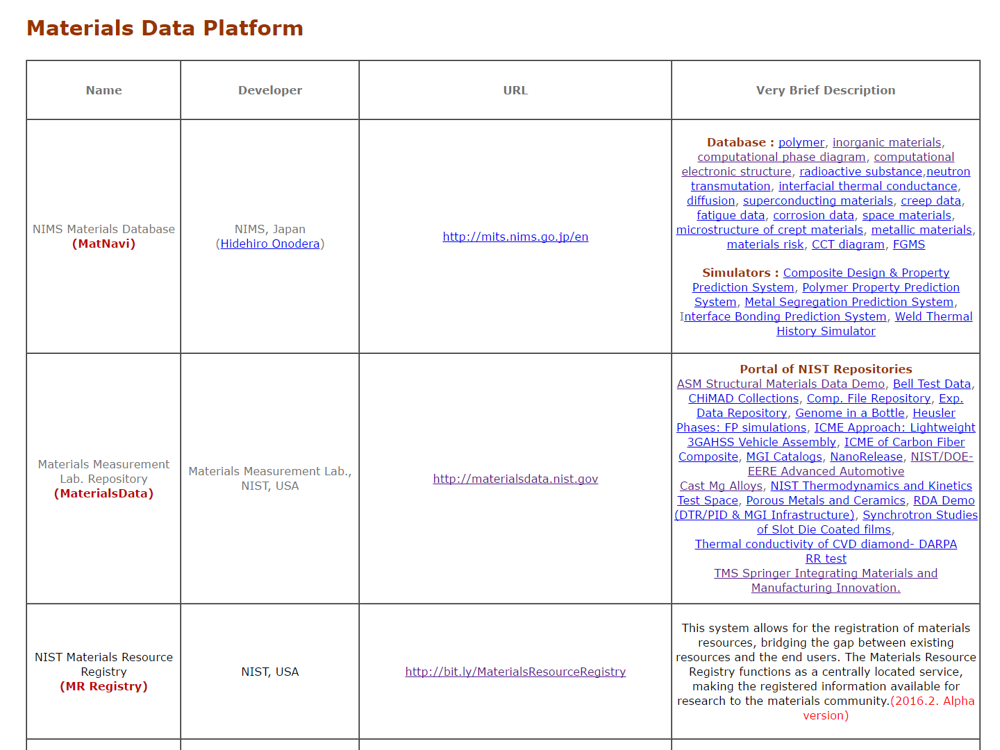 Materials Data Platform
Name
Developer
URL
Very Brief Description
NIMS Materials Database
(MatNavi)
NIMS, Japan
(Hidehiro Onodera)
http://mits.nims.go.jp/en
Database : polymer, inorganic materials,
computational phase diagram, computational
electronic structure, radioactive substance,neutron
transmutation, interfacial thermal conductance,
diffusion, superconducting materials, creep data,
fatigue data, corrosion data, space materials,
microstructure of crept materials, metallic materials,
materials risk, CCT diagram, FGMS
Simulators : Composite Design & Property
Prediction System, Polymer Property Prediction
System, Metal Segregation Prediction System,
Interface Bonding Prediction System, Weld Thermal
History Simulator
Materials Measurement
Lab. Repository
(MaterialsData)
Materials Measurement Lab.,
NIST, USA
http://materialsdata.nist.gov
Portal of NIST Repositories
ASM Structural Materials Data Demo, Bell Test Data,
CHiMAD Collections, Comp. File Repository, Exp.
Data Repository, Genome in a Bottle, Heusler
Phases: FP simulations, ICME Approach: Lightweight
3GAHSS Vehicle Assembly, ICME of Carbon Fiber
Composite, MGI Catalogs, NanoRelease, NIST/DOE-
EERE Advanced Automotive
Cast Mg Alloys, NIST Thermodynamics and Kinetics
Test Space, Porous Metals and Ceramics, RDA Demo
(DTR/PID & MGI Infrastructure), Synchrotron Studies
of Slot Die Coated films,
Thermal conductivity of CVD diamond- DARPA
RR test
TMS Springer Integrating Materials and
Manufacturing Innovation.
NIST Materials Resource
Registry
(MR Registry)
NIST, USA
http://bit.ly/MaterialsResourceRegistry
This system allows for the registration of materials
resources, bridging the gap between existing
resources and the end users. The Materials Resource
Registry functions as a centrally located service,
making the registered information available for
research to the materials community.(2016.2. Alpha
version)